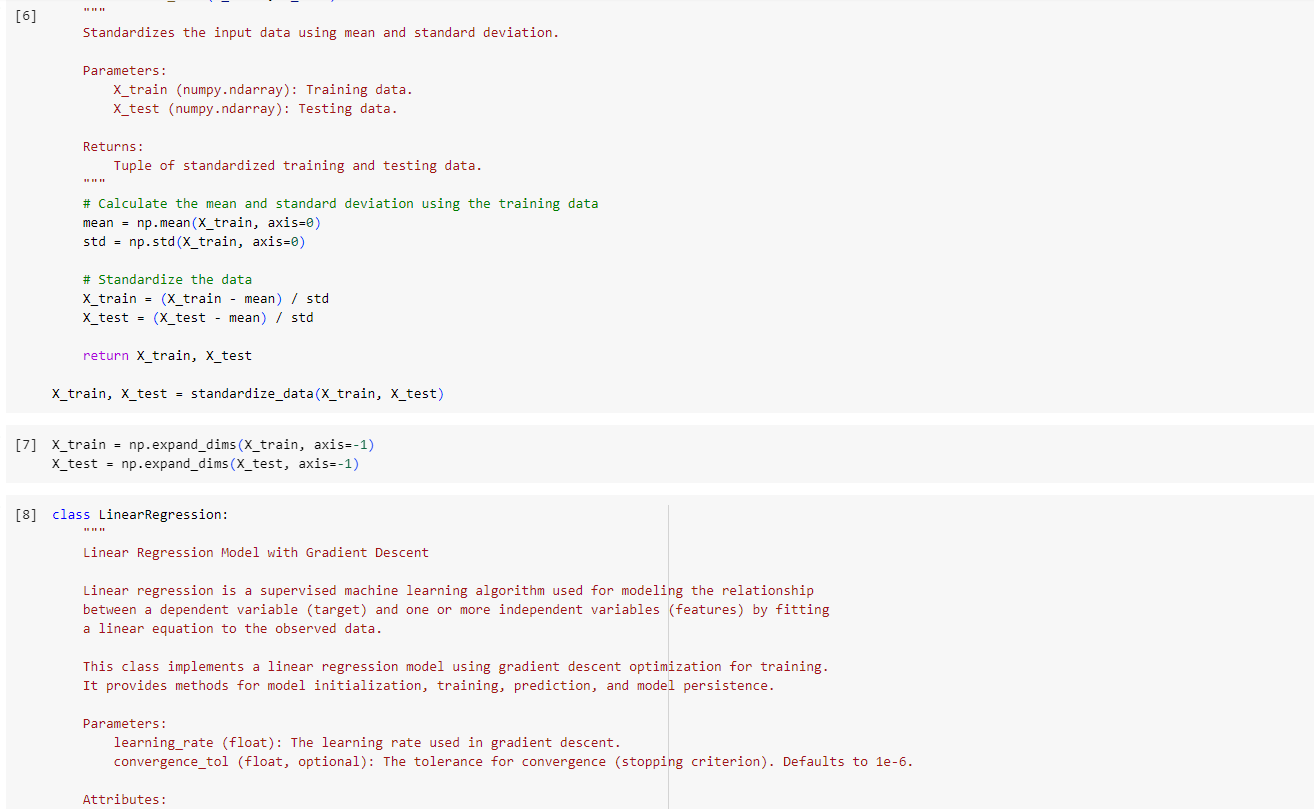 [6] """
Standardizes the input data using mean and standard deviation.
Parameters:
X_train (numpy.ndarray): Training data.
X_test (numpy.ndarray): Testing data.
Returns:
Tuple of standardized training and testing data.
"""
# Calculate the mean and standard deviation using the training data
mean = np.mean(X_train, axis=0)
std = np.std(X_train, axis=0)
# Standardize the data
X_train = (X_train - mean) / std
X_test = (X_test - mean) / std
return X_train, X_test
X_train, X_test = standardize_data(X_train, X_test)
[7] X_train = np.expand_dims(X_train, axis=-1)
X_test = np.expand_dims(X_test, axis=-1)
[8] class LinearRegression:
"""
Linear Regression Model with Gradient Descent
Linear regression is a supervised machine learning algorithm used for modeling the relationship
between a dependent variable (target) and one or more independent variables (features) by fitting
a linear equation to the observed data.
This class implements a linear regression model using gradient descent optimization for training.
It provides methods for model initialization, training, prediction, and model persistence.
Parameters:
learning_rate (float): The learning rate used in gradient descent.
convergence_tol (float, optional): The tolerance for convergence (stopping criterion). Defaults to 1e-6.
Attributes: